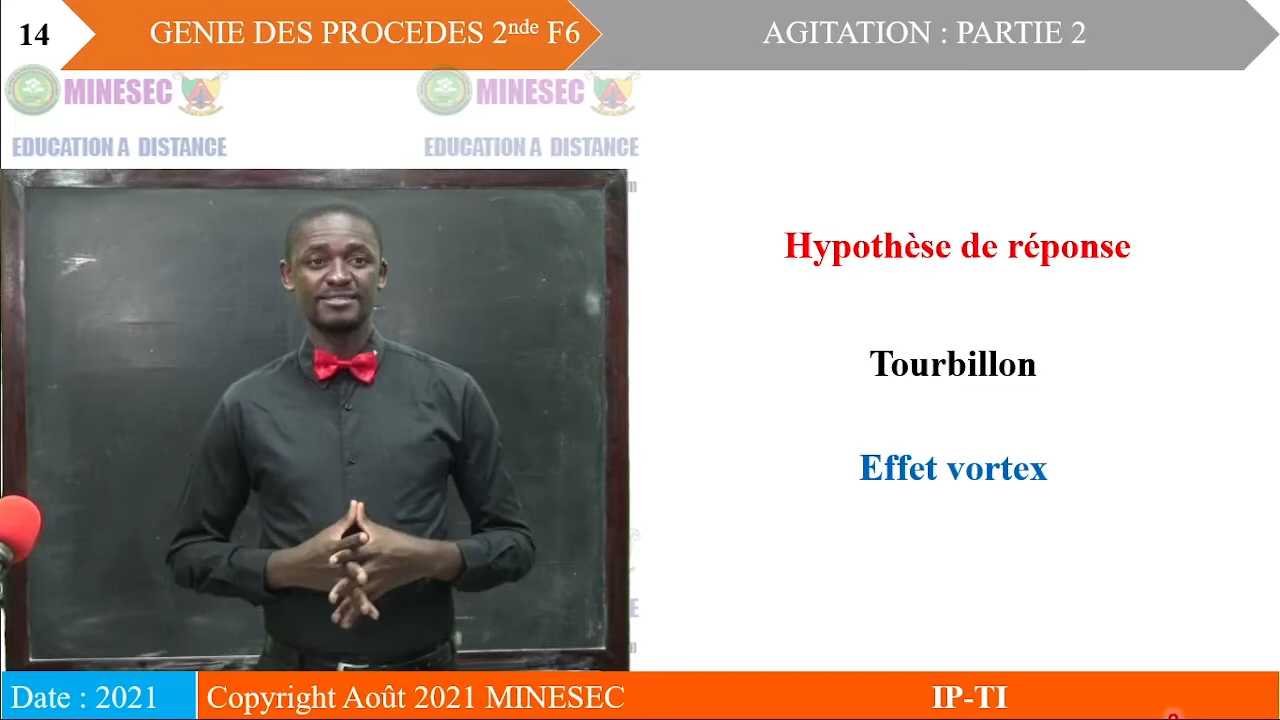 14
GENIE DES PROCEDES 2nde F6
AGITATION : PARTIE 2
MINESEC
EDUCATION A DISTANCE
MINESEC
EDUCATION A DISTANCE
Hypothèse de réponse
Tourbillon
Effet vortex
Date : 2021
Copyright Août 2021 MINESEC
IP-TI